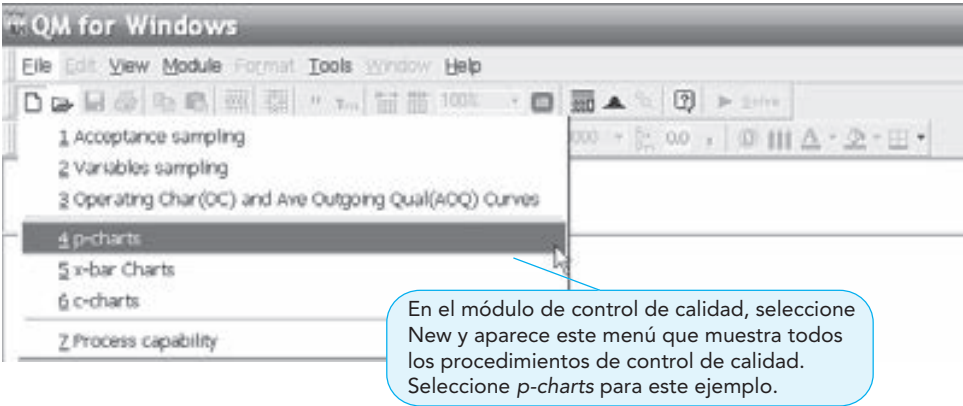 QM for Windows
File Edit View Module Format Tools Window Help
100%
0.0
1 Acceptance sampling
2 Variables sampling
3 Operating Char(OC) and Ave Outgoing Qual(AOQ) Curves
4 p-charts
5 x-bar Charts
6 c-charts
7 Process capability
En el módulo de control de calidad, seleccione
New y aparece este menú que muestra todos
los procedimientos de control de calidad.
Seleccione p-charts para este ejemplo.